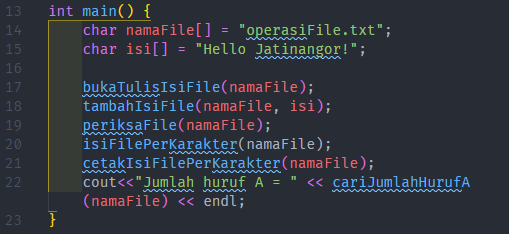 13 int main() {
14 char namaFile[] = "operasiFile.txt";
15 char isi[] = "Hello Jatinangor!";
16
17 bukaTulisIsiFile(namaFile);
18 tambahIsiFile(namaFile, isi);
19 periksaFile(namaFile);
20 isiFilePerKarakter(namaFile);
21 cetakIsiFilePerKarakter(namaFile);
22 cout<<"Jumlah huruf A = " << cariJumlahHurufA
(namaFile) << endl;
23 }